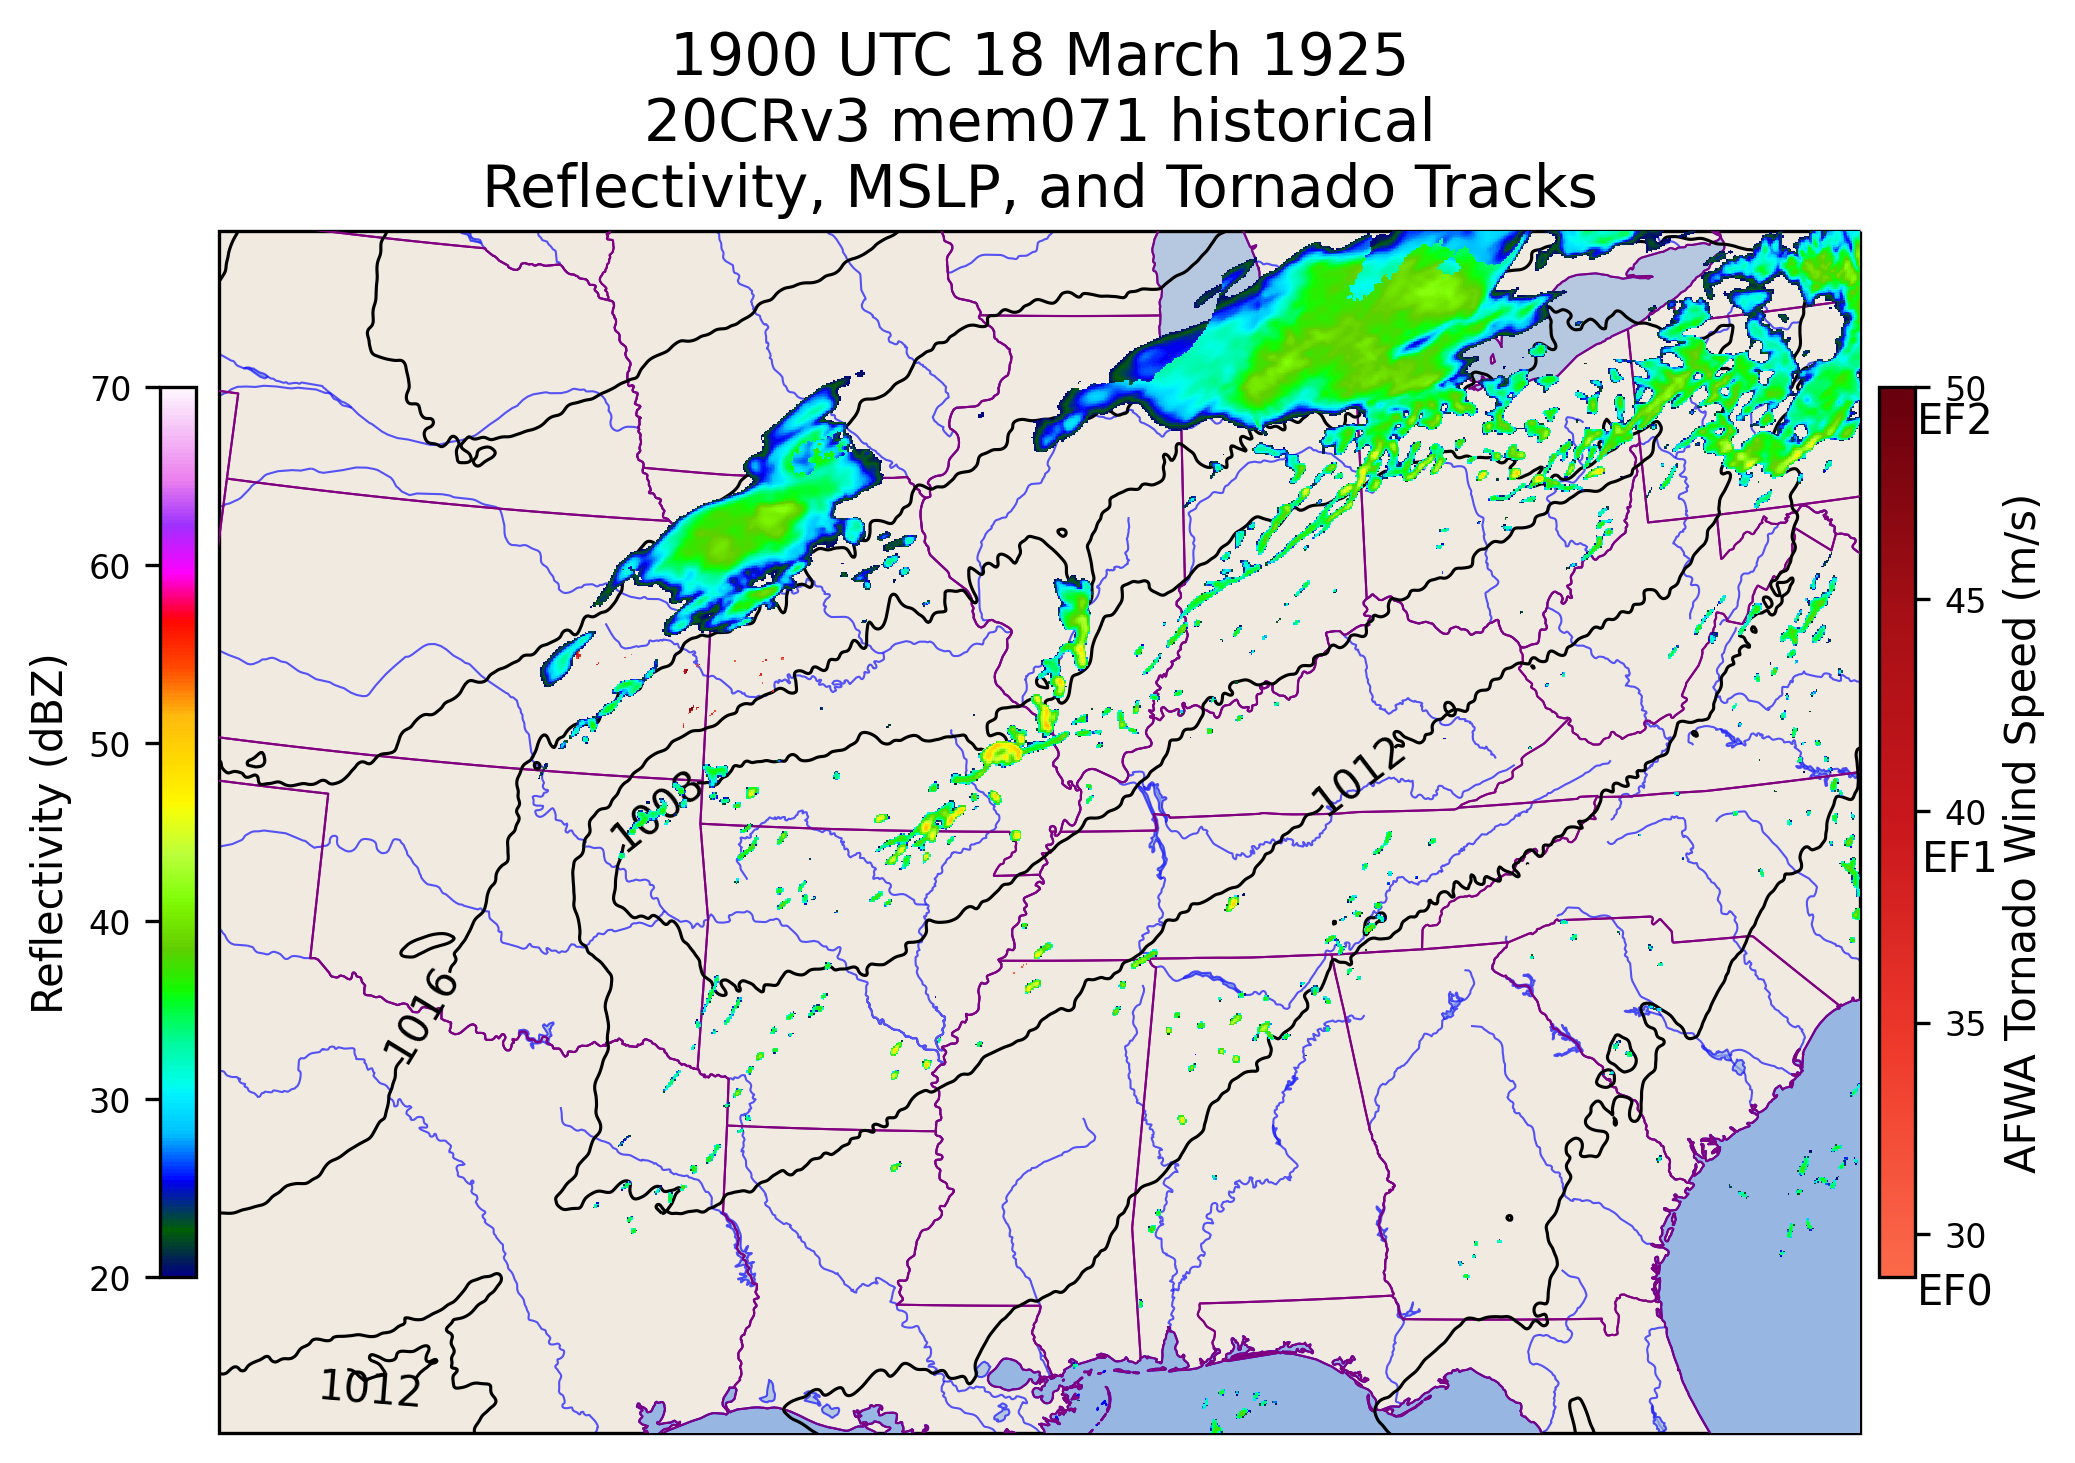 1900 UTC 18 March 1925
20CRv3 mem071 historical
Reflectivity, MSLP, and Tornado Tracks
Reflectivity (dBZ)
70
60
50
40
30
20
1008
1012
1016
1020
1012
50
EF2
45
40
EF1
35
30
EF0
AFWA Tornado Wind Speed (m/s)